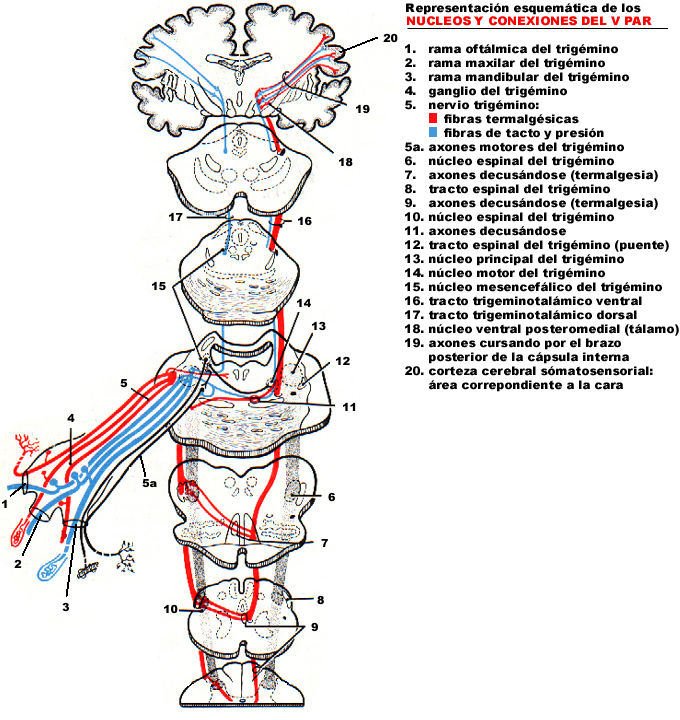 Representación esquemática de los
NUCLEOS Y CONEXIONES DEL V PAR
1. rama oftálmica del trigémino
2. rama maxilar del trigémino
3. rama mandibular del trigémino
4. ganglio del trigémino
5. nervio trigémino:
fibras termalgésicas
fibras de tacto y presión
5a. axones motores del trigémino
6. núcleo espinal del trigémino
7. axones decusándose (termalgesia)
8. tracto espinal del trigémino
9. axones decusándose (termalgesia)
10. núcleo espinal del trigémino
11. axones decusándose
12. tracto espinal del trigémino (puente)
13. núcleo principal del trigémino
14. núcleo motor del trigémino
15. núcleo mesencefálico del trigémino
16. tracto trigeminotalámico ventral
17. tracto trigeminotalámico dorsal
18. núcleo ventral posteromedial (tálamo)
19. axones cursando por el brazo
posterior de la cápsula interna
20. corteza cerebral sómatosensorial:
área correpondiente a la cara
20
19
18
17
16
15
14
13
12
5
11
4
5a
1
6
2
7
3
10
8
9